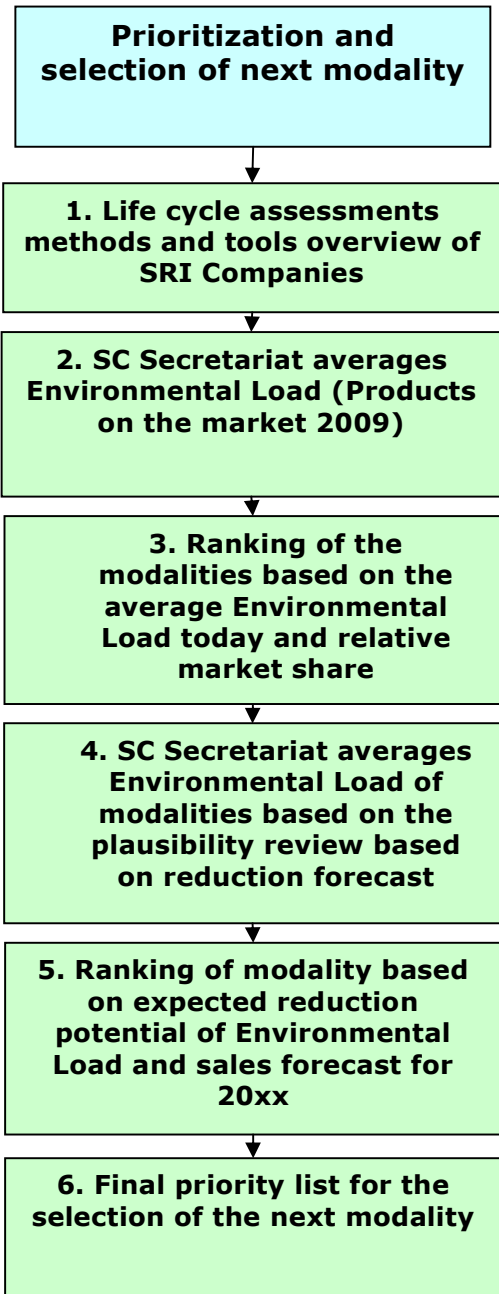 Prioritization and
selection of next modality
1. Life cycle assessments
methods and tools overview of
SRI Companies
2. SC Secretariat averages
Environmental Load (Products
on the market 2009)
3. Ranking of the
modalities based on the
average Environmental
Load today and relative
market share
4. SC Secretariat averages
Environmental Load of
modalities based on the
plausibility review based
on reduction forecast
5. Ranking of modality based
on expected reduction
potential of Environmental
Load and sales forecast for
20xx
6. Final priority list for the
selection of the next modality